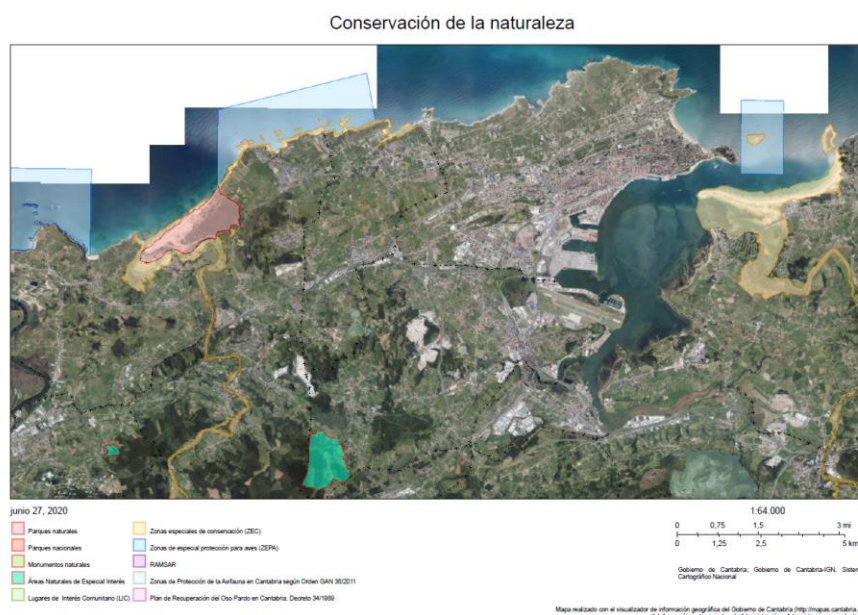 Conservación de la naturaleza
junio 27, 2020
1:64.000
Parques naturales
Parques nacionales
Monumentos naturales
Áreas Naturales de Especial Interés
Lugares de Interés Comunitario (LIC)
Zonas especiales de conservación (ZEC)
Zonas de especial protección para aves (ZEPA)
RAMSAR
Zonas de Protección de la Avifauna en Cantabria según Orden GAN 36/2011
Plan de Recuperación del Oso Pardo en Cantabria. Decreto 34/1989
0 0,75 1,5 3 mi
0 1,25 2,5 5 km
Gobierno de Cantabria; Gobierno de Cantabria-IGN, Sistem
Cartográfico Nacional
Mapa realizado con el visualizador de información geográfica del Gobierno de Cantabria (http://mapas.cantabria.